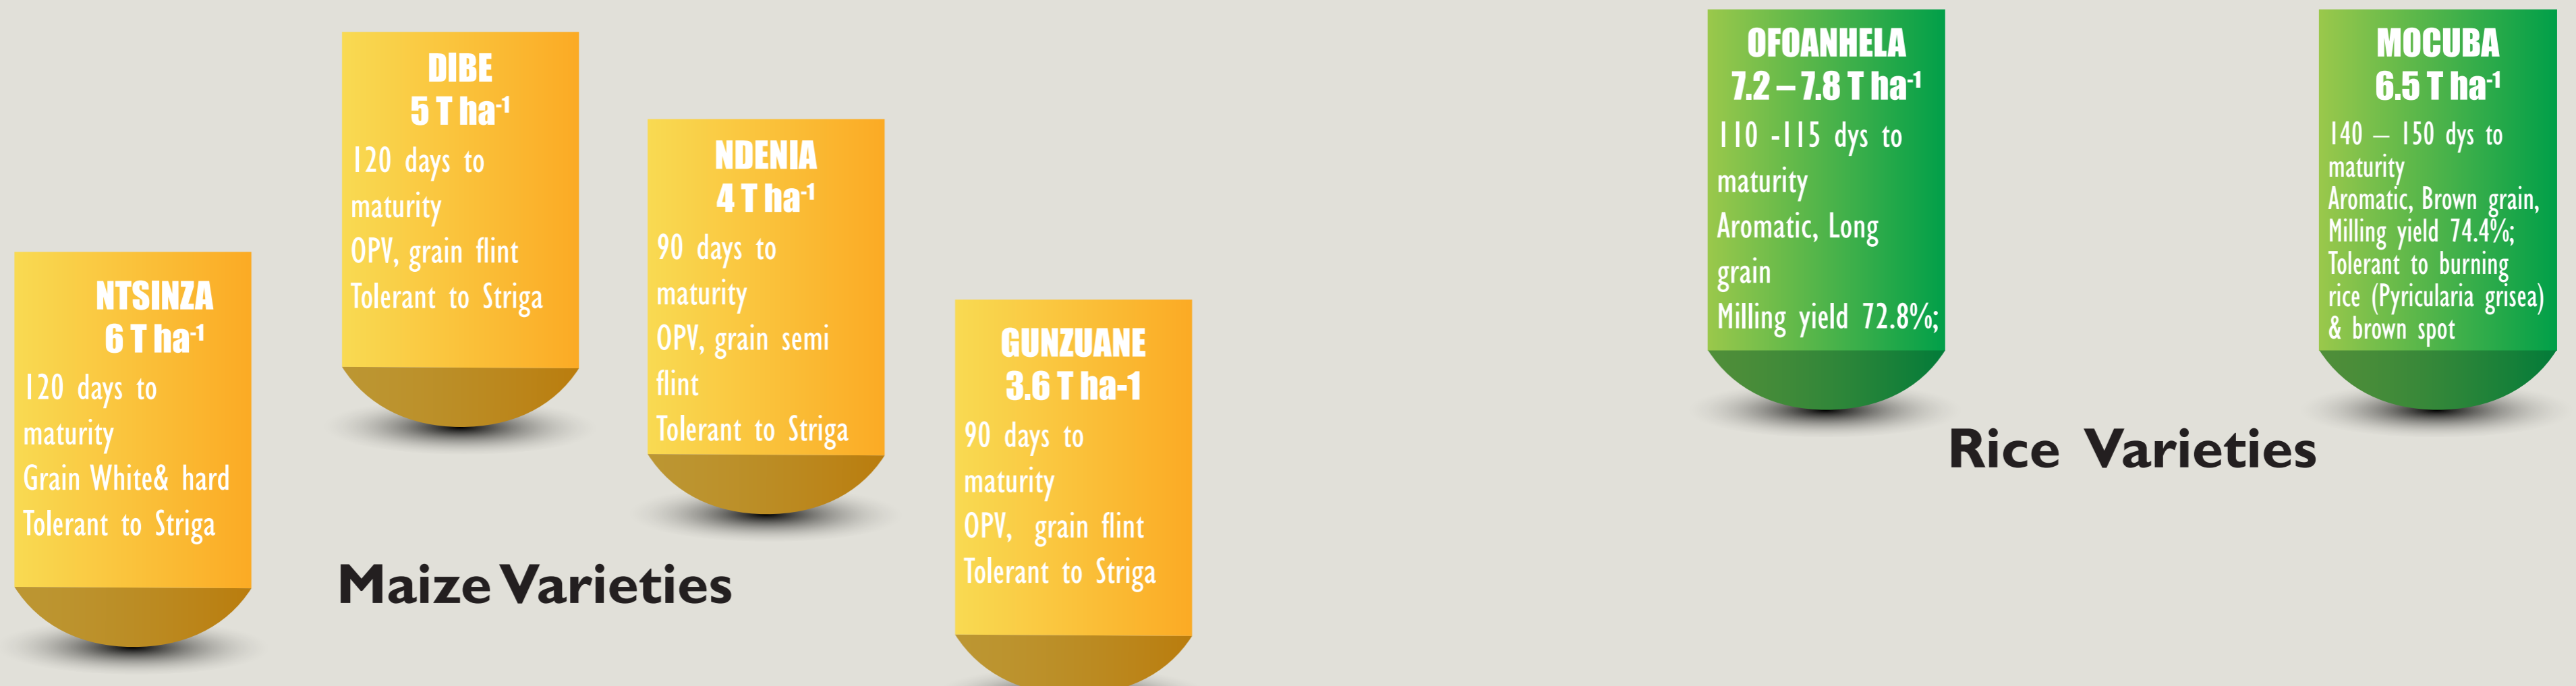 NTSINZA
6 T ha-1
120 days to
maturity
Grain White& hard
Tolerant to Striga
DIBE
5 T ha-1
120 days to
maturity
OPV, grain flint
Tolerant to Striga
NDENIA
4 T ha-1
90 days to
maturity
OPV, grain semi
flint
Tolerant to Striga
GUNZUANE
3.6 T ha-1
90 days to
maturity
OPV, grain flint
Tolerant to Striga
Maize Varieties
OFOANHELA
7.2 – 7.8 T ha-1
110 -115 dys to
maturity
Aromatic, Long
grain
Milling yield 72.8%;
MOCUBA
6.5 T ha-1
140 – 150 dys to
maturity
Aromatic, Brown grain,
Milling yield 74.4%;
Tolerant to burning
rice (Pyricularia grisea)
& brown spot
Rice Varieties